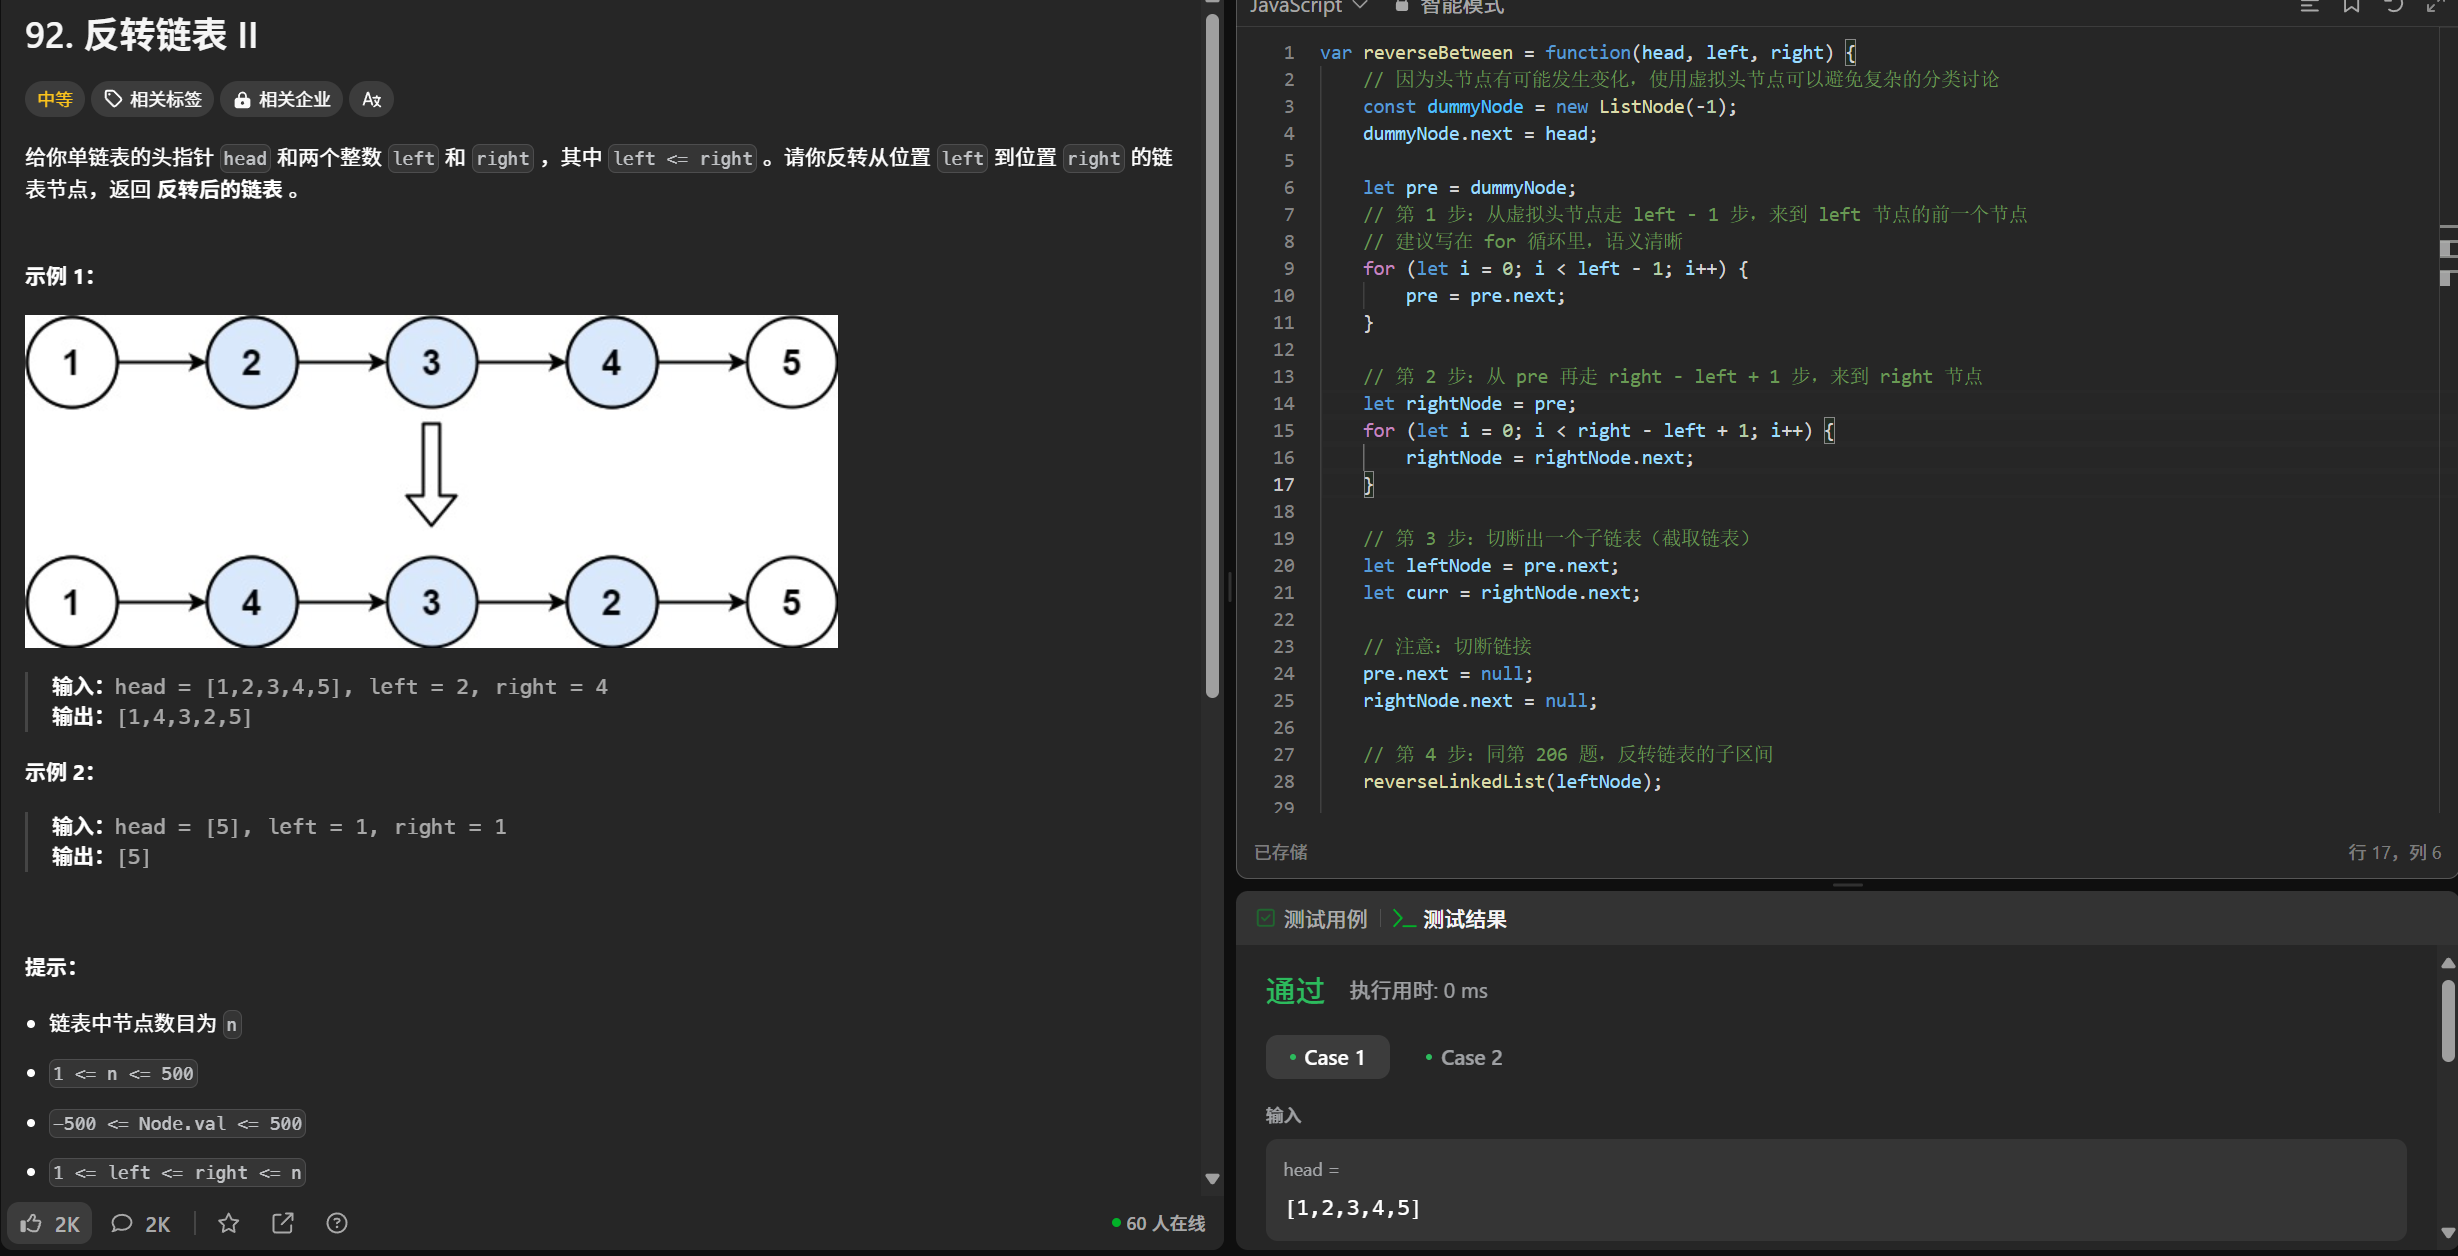 92. 反转链表 II
中等 相关标签 相关企业
给你单链表的头指针 head 和两个整数 left 和 right ，其中 left <= right 。请你反转从位置 left 到位置 right 的链
表节点，返回 反转后的链表 。
示例 1：
1 2 3 4 5
1 4 3 2 5
输入：head = [1,2,3,4,5], left = 2, right = 4
输出：[1,4,3,2,5]
示例 2：
输入：head = [5], left = 1, right = 1
输出：[5]
提示：
链表中节点数目为 n
1 <= n <= 500
-500 <= Node.val <= 500
1 <= left <= right <= n
2K 2K 60 人在线
JavaScript 智能模式
1 var reverseBetween = function(head, left, right) {
2 // 因为头节点有可能发生变化，使用虚拟头节点可以避免复杂的分类讨论
3 const dummyNode = new ListNode(-1);
4 dummyNode.next = head;
5
6 let pre = dummyNode;
7 // 第 1 步：从虚拟头节点走 left - 1 步，来到 left 节点的前一个节点
8 // 建议写在 for 循环里，语义清晰
9 for (let i = 0; i < left - 1; i++) {
10 pre = pre.next;
11 }
12
13 // 第 2 步：从 pre 再走 right - left + 1 步，来到 right 节点
14 let rightNode = pre;
15 for (let i = 0; i < right - left + 1; i++) {
16 rightNode = rightNode.next;
17 }
18
19 // 第 3 步：切断出一个子链表（截取链表）
20 let leftNode = pre.next;
21 let curr = rightNode.next;
22
23 // 注意：切断链接
24 pre.next = null;
25 rightNode.next = null;
26
27 // 第 4 步：同第 206 题，反转链表的子区间
28 reverseLinkedList(leftNode);
29
已存储 行 17，列 6
测试用例 测试结果
通过 执行用时: 0 ms
Case 1 Case 2
输入
head =
[1,2,3,4,5]